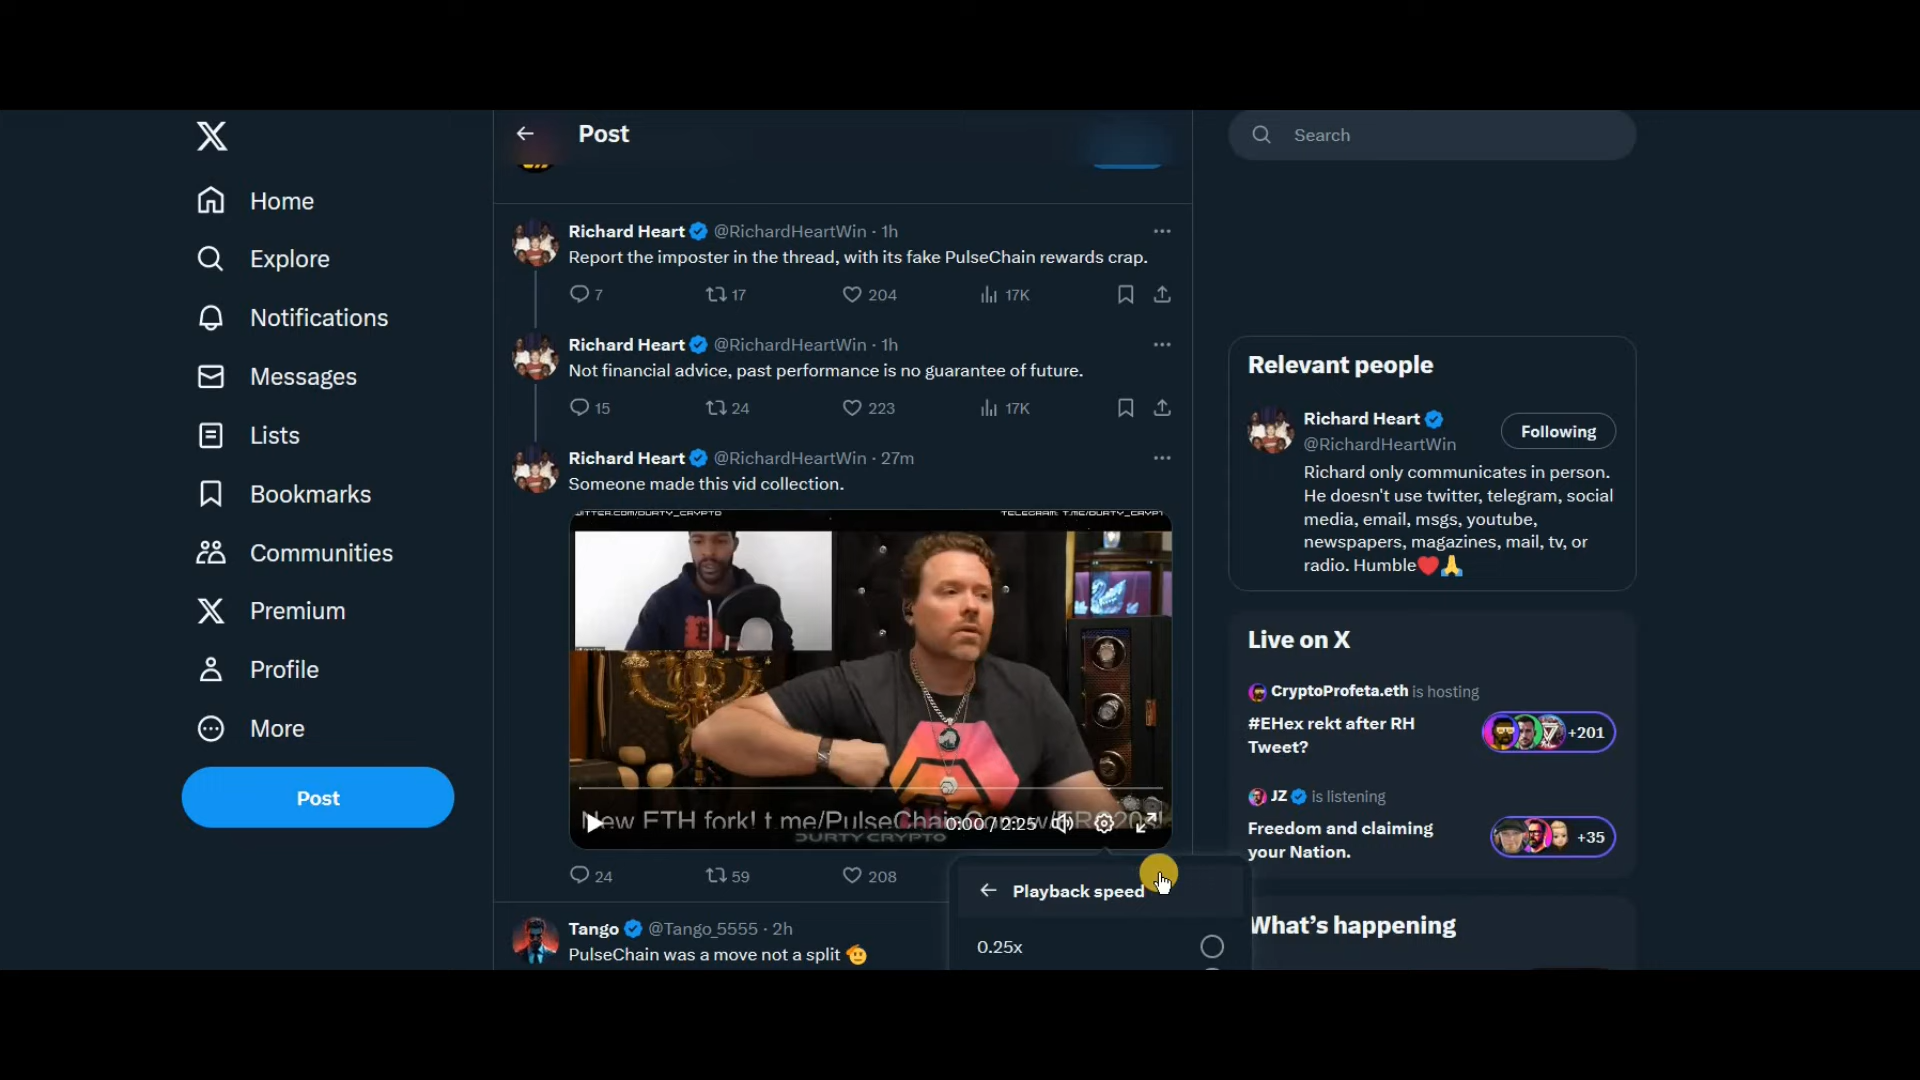 Post
Search
Home
Explore
Notifications
Messages
Lists
Bookmarks
Communities
Premium
Profile
More
Post
Richard Heart @RichardHeartWin · 1h
Report the imposter in the thread, with its fake PulseChain rewards crap.
7 17 204 17K
Richard Heart @RichardHeartWin · 1h
Not financial advice, past performance is no guarantee of future.
15 24 223 17K
Richard Heart @RichardHeartWin · 27m
Someone made this vid collection.
TELEGRAM: T.ME/DURTY_CRYPT
New ETH fork! t.me/PulseChain
0:00 / 2:25
DURTY CRYPTO
24 59 208
Playback speed
0.25x
Tango @Tango_5555 · 2h
PulseChain was a move not a split
Relevant people
Richard Heart
@RichardHeartWin
Following
Richard only communicates in person.
He doesn't use twitter, telegram, social
media, email, msgs, youtube,
newspapers, magazines, mail, tv, or
radio. Humble❤️🙏
Live on X
CryptoProfeta.eth is hosting
#EHex rekt after RH
Tweet?
+201
JZ is listening
Freedom and claiming
your Nation.
+35
What's happening